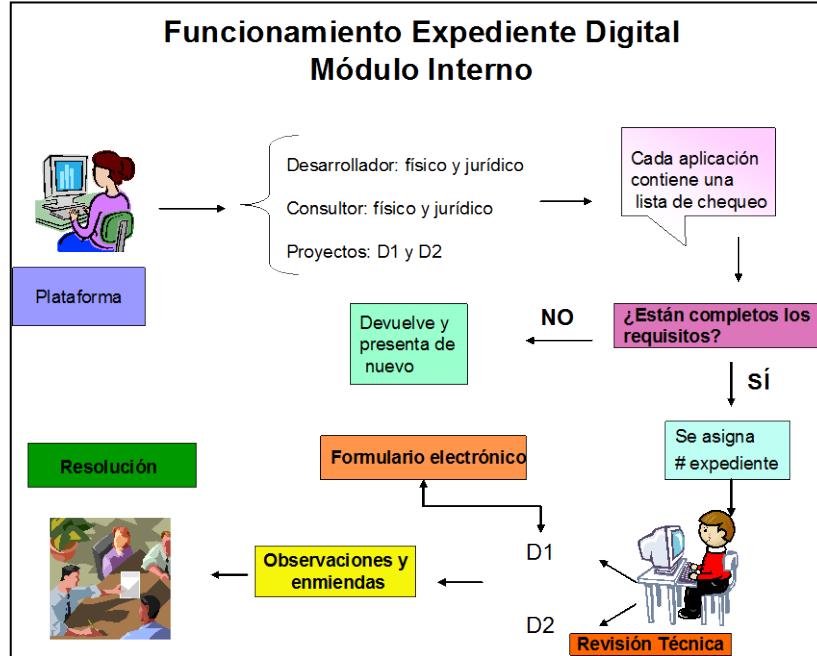 Funcionamiento Expediente Digital
Módulo Interno
Desarrollador: físico y jurídico
Consultor: físico y jurídico
Proyectos: D1 y D2
Cada aplicación
contiene una
lista de chequeo
Plataforma
¿Están completos los
requisitos?
NO
Devuelve y
presenta de
nuevo
SÍ
Se asigna
# expediente
Formulario electrónico
Resolución
D1
D2
Revisión Técnica
Observaciones y
enmiendas